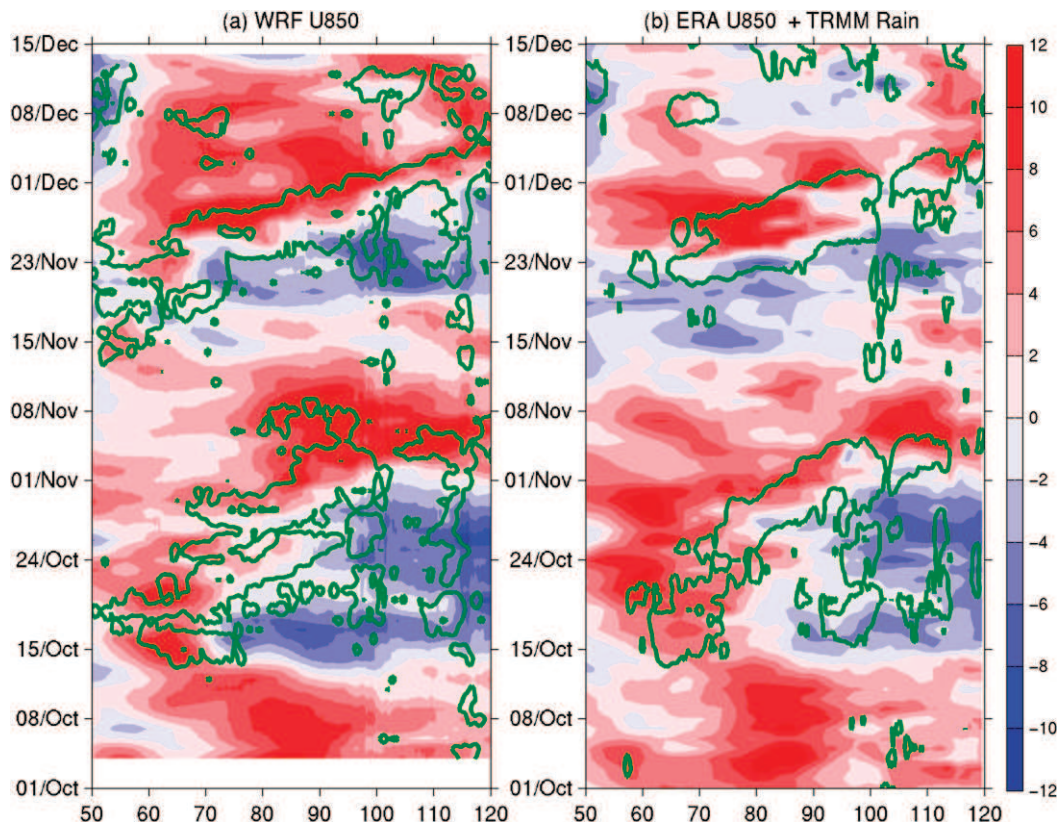 (a) WRF U850
(b) ERA U850 + TRMM Rain
15/Dec
08/Dec
01/Dec
23/Nov
15/Nov
08/Nov
01/Nov
24/Oct
15/Oct
08/Oct
01/Oct
50 60 70 80 90 100 110 120
15/Dec
08/Dec
01/Dec
23/Nov
15/Nov
08/Nov
01/Nov
24/Oct
15/Oct
08/Oct
01/Oct
50 60 70 80 90 100 110 120
12
10
8
6
4
2
0
-2
-4
-6
-8
-10
-12